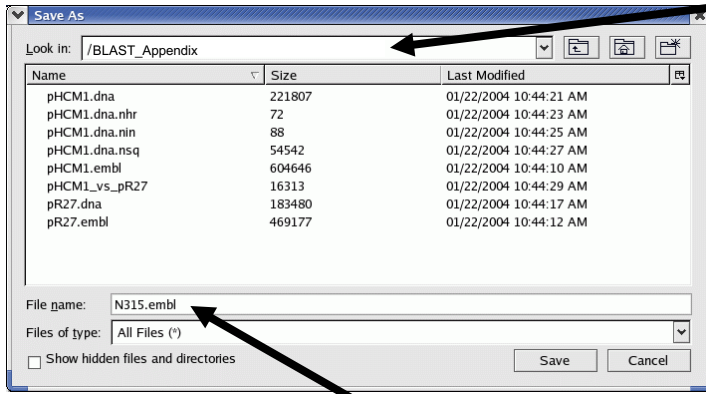 Save As
Look in: /BLAST_Appendix
Name Size Last Modified
pHCM1.dna 221807 01/22/2004 10:44:21 AM
pHCM1.dna.nhr 72 01/22/2004 10:44:23 AM
pHCM1.dna.nin 88 01/22/2004 10:44:25 AM
pHCM1.dna.nsq 54542 01/22/2004 10:44:27 AM
pHCM1.embl 604646 01/22/2004 10:44:10 AM
pHCM1_vs_pR27 16313 01/22/2004 10:44:29 AM
pR27.dna 183480 01/22/2004 10:44:17 AM
pR27.embl 469177 01/22/2004 10:44:12 AM
File name: N315.embl
Files of type: All Files (*)
Show hidden files and directories Save Cancel